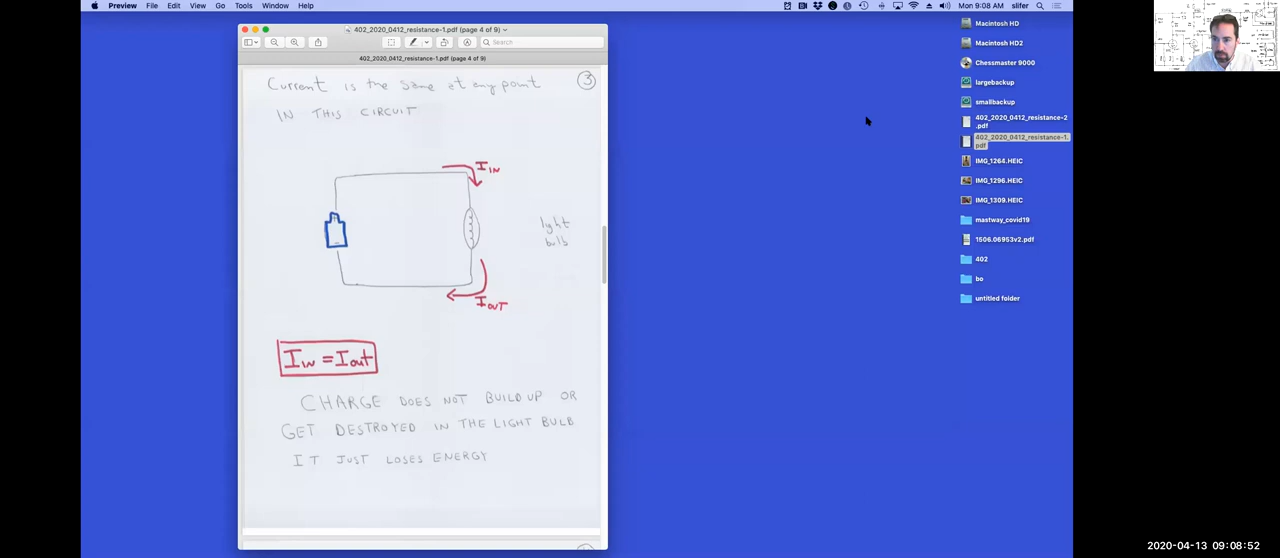 Preview File Edit View Go Tools Window Help
Mon 9:08 AM slifer
402_2020_0412_resistance-1.pdf (page 4 of 9)
Search
402_2020_0412_resistance-1.pdf (page 4 of 9)
Current is the same at any point
IN THIS CIRCUIT
3
I IN
light
bulb
I OUT
I IN = I out
CHARGE DOES NOT BUILD UP OR
GET DESTROYED IN THE LIGHT BULB
IT JUST LOSES ENERGY
Macintosh HD
Macintosh HD2
Chessmaster 9000
largebackup
smallbackup
402_2020_0412_resistance-2
.pdf
402_2020_0412_resistance-1.
pdf
IMG_1264.HEIC
IMG_1296.HEIC
IMG_1309.HEIC
mastway_covid19
1506.06953v2.pdf
402
bo
untitled folder
2020-04-13 09:08:52